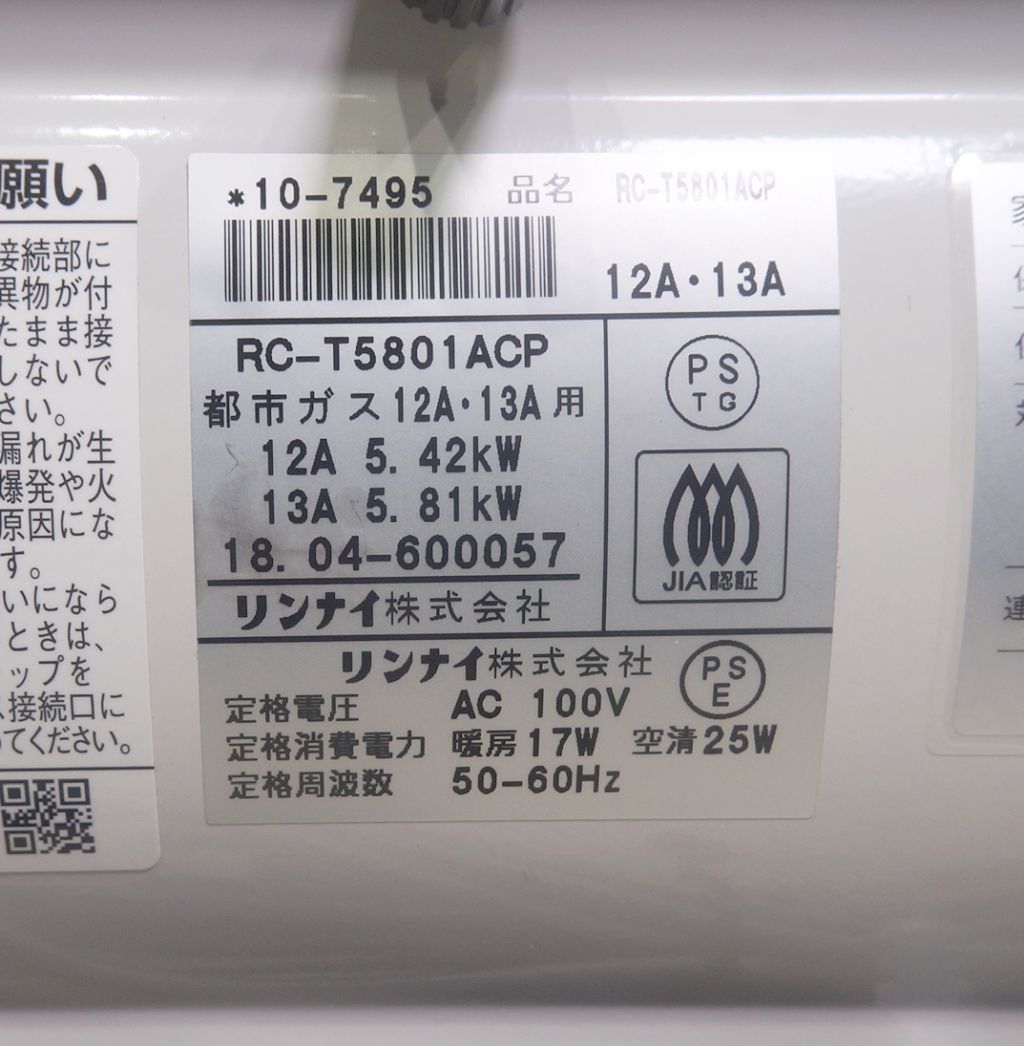 願い
接続部に
異物が付
たまま接
しないで
さい。
漏れが生
爆発や火
原因にな
す。
いになら
ときは、
ップを
接続口に
てください。
*10-7495 品名 RC-T5801ACP
12A・13A
RC-T5801ACP
都市ガス12A・13A用
12A 5. 42kW
13A 5. 81kW
18. 04-600057
リンナイ株式会社
PS
TG
JIA認証
リンナイ株式会社
PS
E
定格電圧 AC 100V
定格消費電力 暖房17W 空清25W
定格周波数 50-60Hz
連